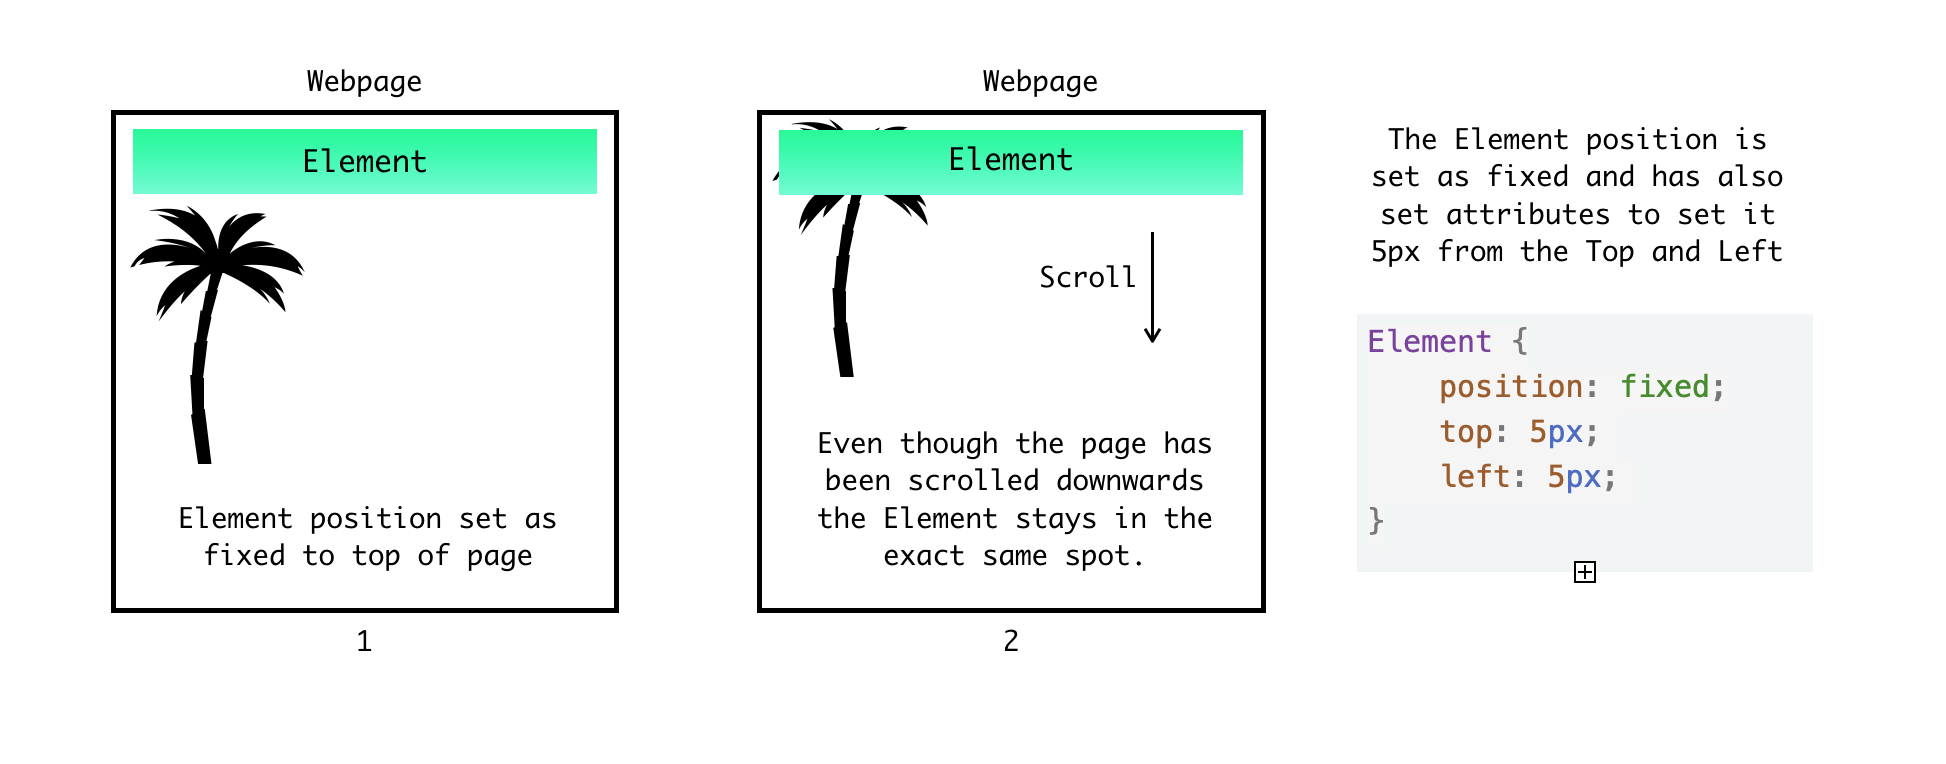 Webpage
Element
Element position set as
fixed to top of page
1
Webpage
Element
Scroll
Even though the page has
been scrolled downwards
the Element stays in the
exact same spot.
2
The Element position is
set as fixed and has also
set attributes to set it
5px from the Top and Left
Element {
    position: fixed;
    top: 5px;
    left: 5px;
}